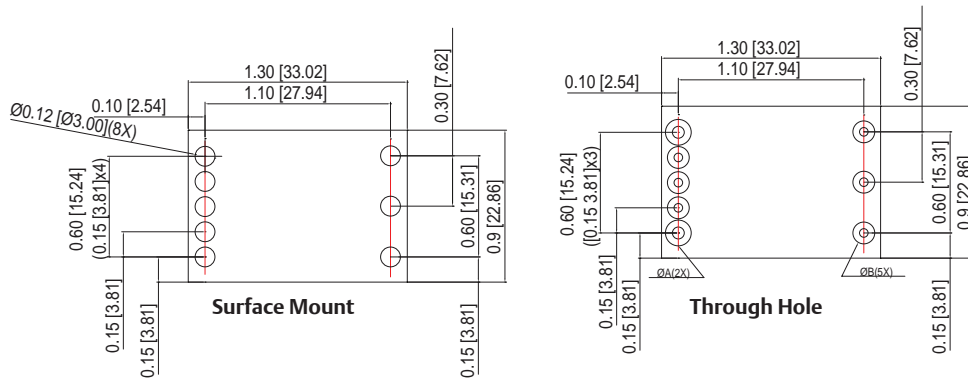 1.30 [33.02]
1.10 [27.94]
0.10 [2.54]
0.30 [7.62]
Ø0.12 [Ø3.00](8X)
0.60 [15.24]
(0.15 [3.81]x4)
0.60 [15.31]
0.9 [22.86]
0.15 [3.81]
0.15 [3.81]
0.15 [3.81]
Surface Mount
1.30 [33.02]
1.10 [27.94]
0.10 [2.54]
0.30 [7.62]
0.60 [15.24]
([0.15 3.81]x3)
0.60 [15.31]
0.9 [22.86]
ØA(2X)
ØB(5X)
0.15 [3.81]
0.15 [3.81]
0.15 [3.81]
Through Hole